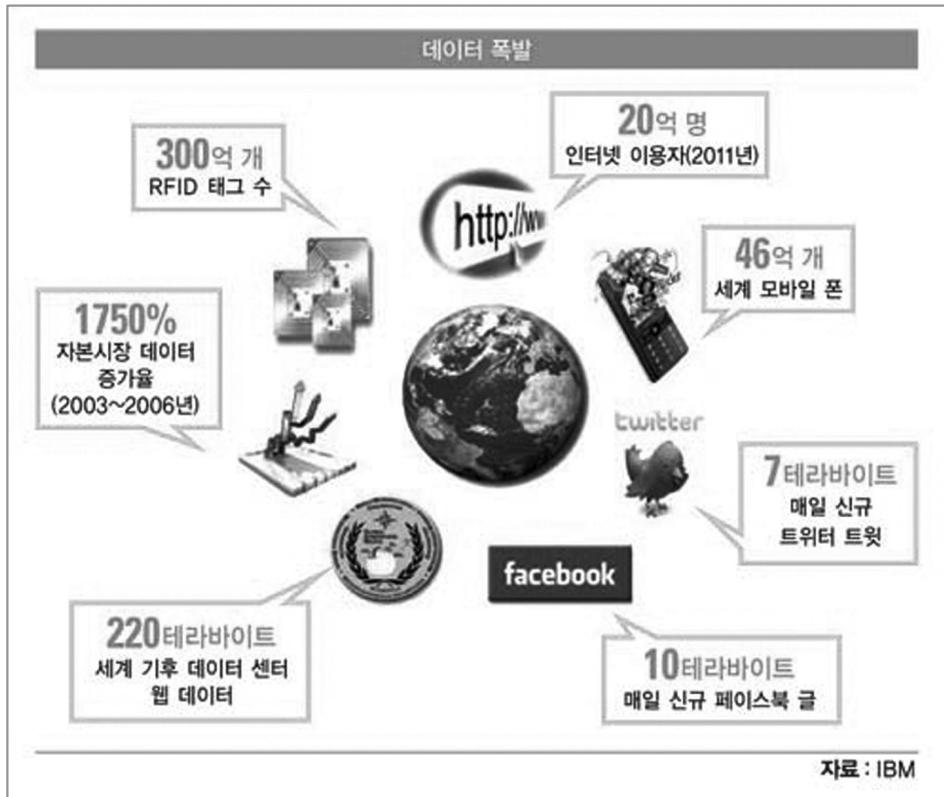 데이터 폭발
20억 명
인터넷 이용자(2011년)
300억 개
RFID 태그 수
http://ww
46억 개
세계 모바일 폰
1750%
자본시장 데이터
증가율
(2003~2006년)
twitter
7테라바이트
매일 신규
트위터 트윗
facebook
220테라바이트
세계 기후 데이터 센터
웹 데이터
10테라바이트
매일 신규 페이스북 글
자료 : IBM